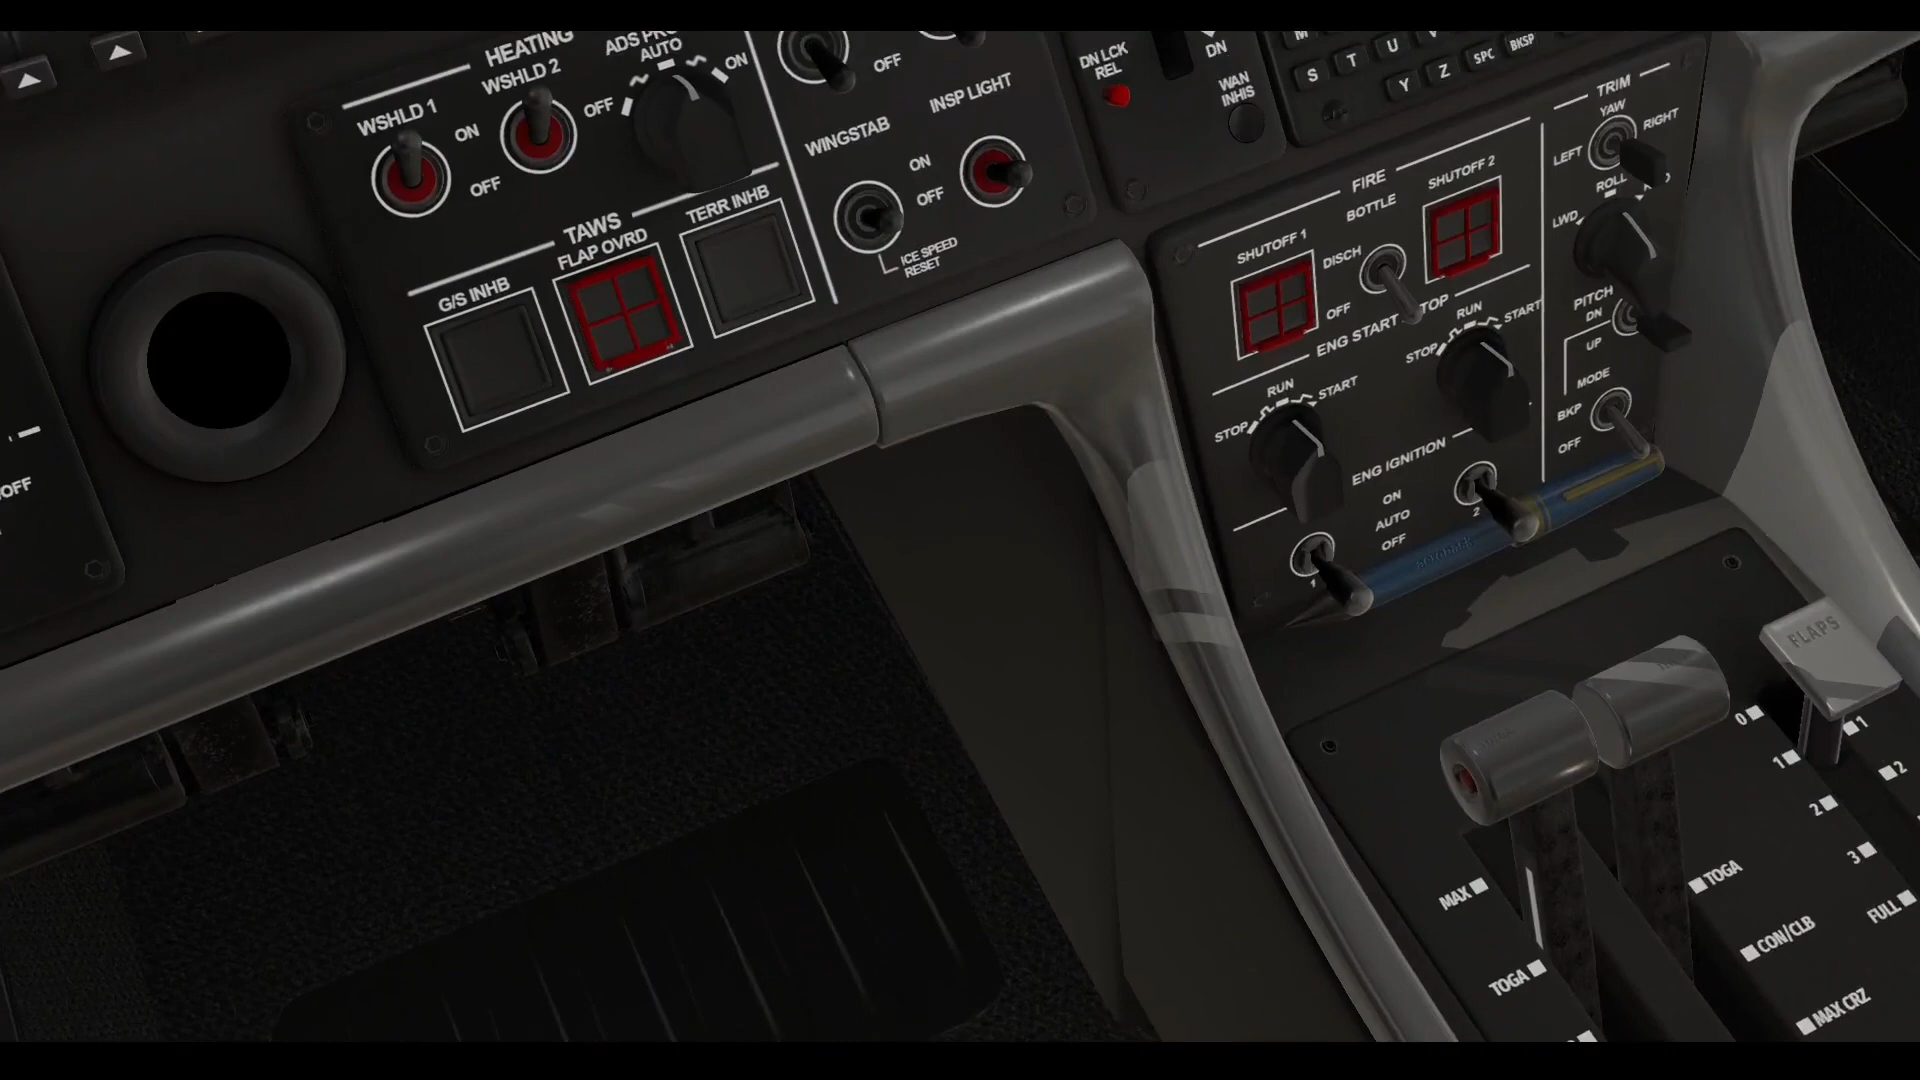 HEATING
WSHLD 1
WSHLD 2
ON
OFF
ADS
AUTO
OFF
ON
OFF
INSP LIGHT
WINGSTAB
ON
OFF
ICE SPEED
RESET
TAWS
G/S INHB
FLAP OVRD
TERR INHB
OFF
DN LCK
REL
DN
WAN
INHIS
M
S
T
U
Y
Z
SPC
BKSP
TRIM
YAW
LEFT
RIGHT
ROLL
LWD
PITCH
DN
UP
MODE
BKP
OFF
FIRE
SHUTOFF 1
BOTTLE
SHUTOFF 2
DISCH
OFF
ENG START
TOP
STOP
RUN
START
STOP
RUN
START
ENG IGNITION
ON
AUTO
OFF
1
2
FLAPS
0
1
2
3
FULL
1
2
MAX
TOGA
TOGA
CON/CLB
MAX CRZ